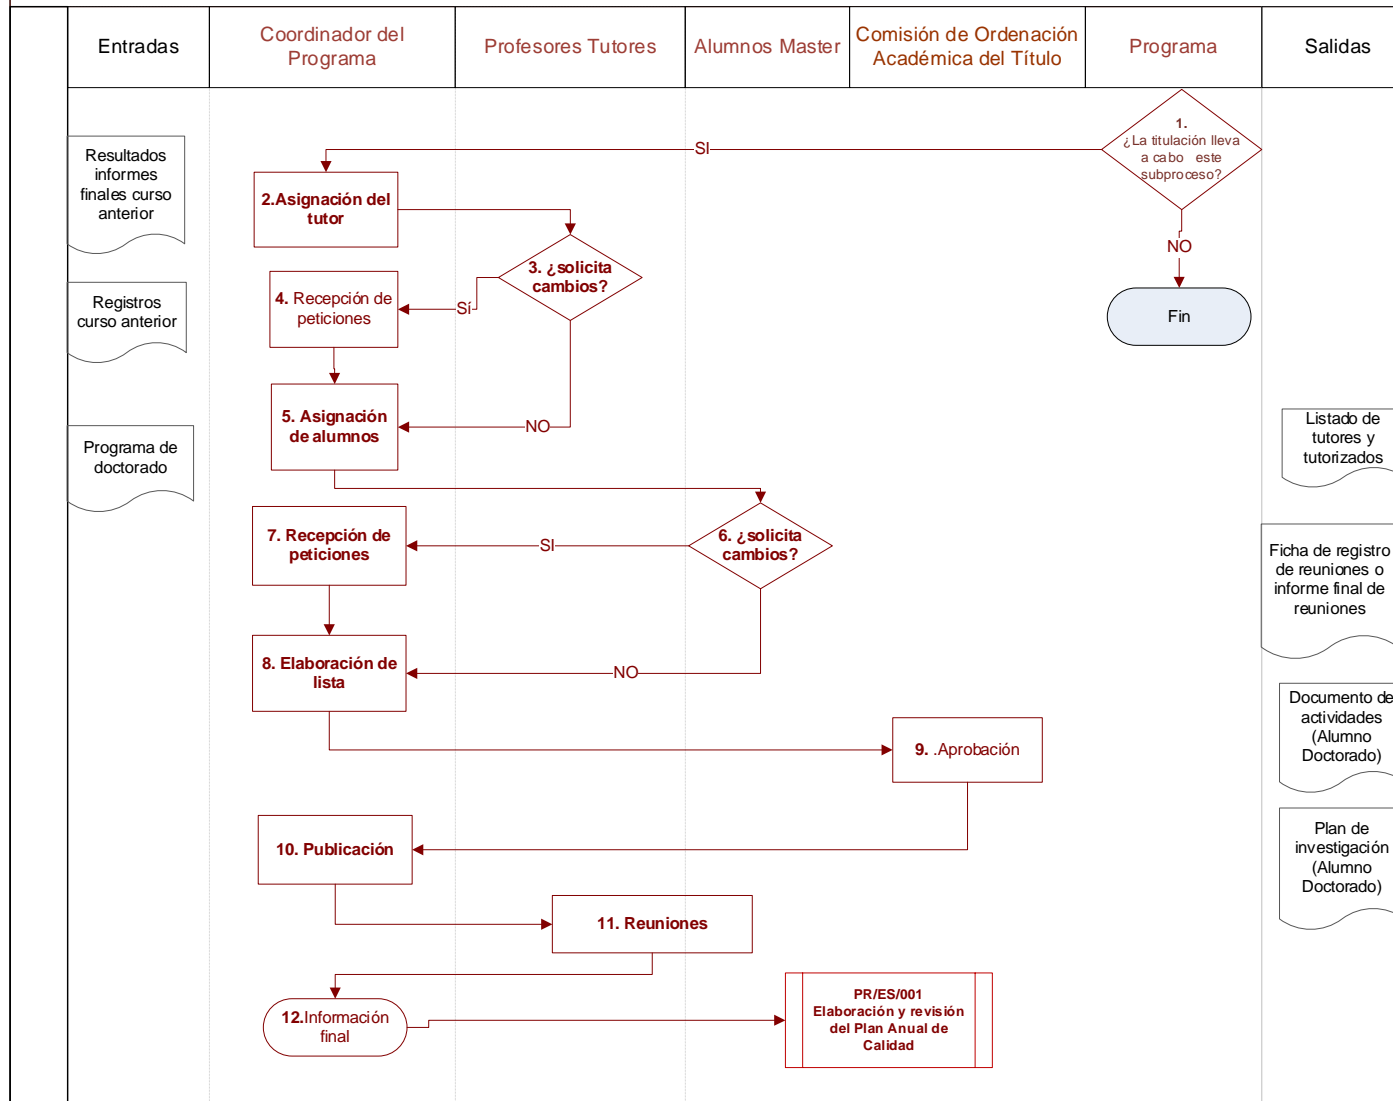 Entradas
Coordinador del
Programa
Profesores Tutores
Alumnos Master
Comisión de Ordenación
Académica del Título
Programa
Salidas
1.
¿La titulación lleva
a cabo este
subproceso?
SI
NO
Fin
Resultados
informes
finales curso
anterior
2.Asignación del
tutor
3. ¿solicita
cambios?
Sí
NO
Registros
curso anterior
4. Recepción de
peticiones
5. Asignación
de alumnos
Programa de
doctorado
Listado de
tutores y
tutorizados
6. ¿solicita
cambios?
SI
NO
7. Recepción de
peticiones
Ficha de registro
de reuniones o
informe final de
reuniones
8. Elaboración de
lista
9. .Aprobación
Documento de
actividades
(Alumno
Doctorado)
10. Publicación
Plan de
investigación
(Alumno
Doctorado)
11. Reuniones
12.Información
final
PR/ES/001
Elaboración y revisión
del Plan Anual de
Calidad